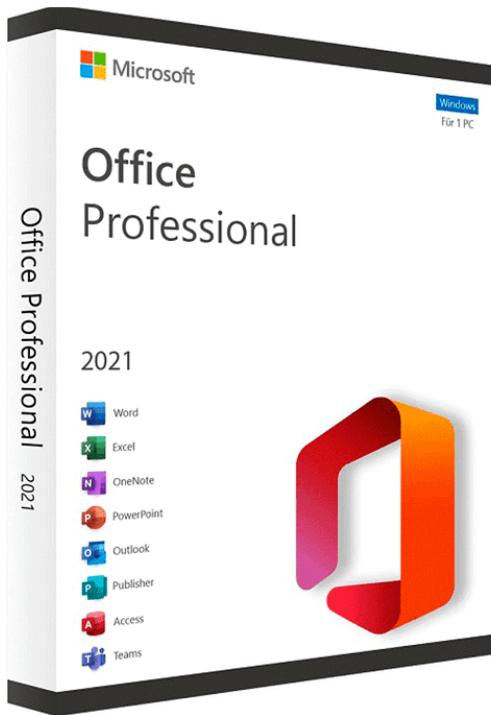 Microsoft
Windows
Für 1 PC
Office
Professional
2021
W Word
X Excel
N OneNote
P PowerPoint
O Outlook
P Publisher
A Access
T Teams
Office Professional 2021